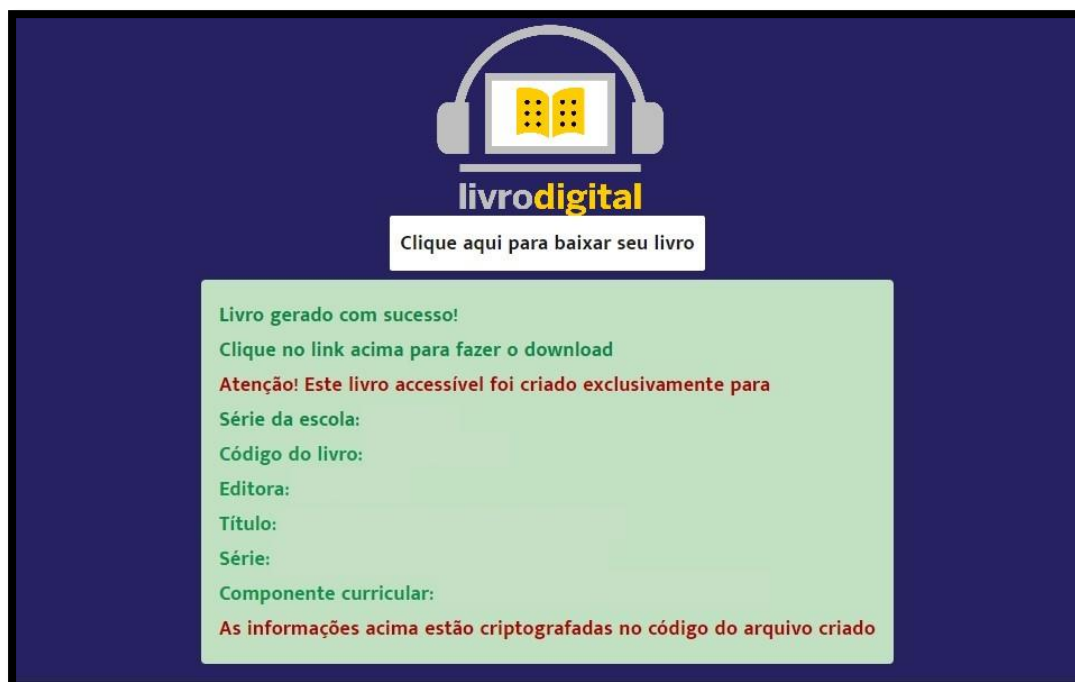 livrodigital
Clique aqui para baixar seu livro
Livro gerado com sucesso!
Clique no link acima para fazer o download
Atenção! Este livro accessível foi criado exclusivamente para
Série da escola:
Código do livro:
Editora:
Título:
Série:
Componente curricular:
As informações acima estão criptografadas no código do arquivo criado